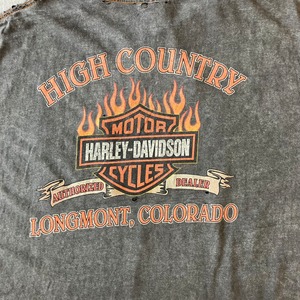 HIGH COUNTRY
MOTOR
HARLEY-DAVIDSON
CYCLES
AUTHORIZED DEALER
LONGMONT, COLORADO